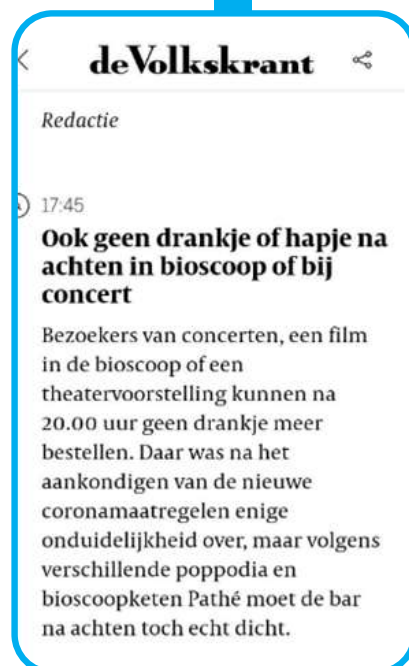 deVolkskrant
Redactie
17:45
Ook geen drankje of hapje na
achten in bioscoop of bij
concert
Bezoekers van concerten, een film
in de bioscoop of een
theatervoorstelling kunnen na
20.00 uur geen drankje meer
bestellen. Daar was na het
aankondigen van de nieuwe
coronamaatregelen enige
onduidelijkheid over, maar volgens
verschillende poppodia en
bioscoopketen Pathé moet de bar
na achten toch echt dicht.